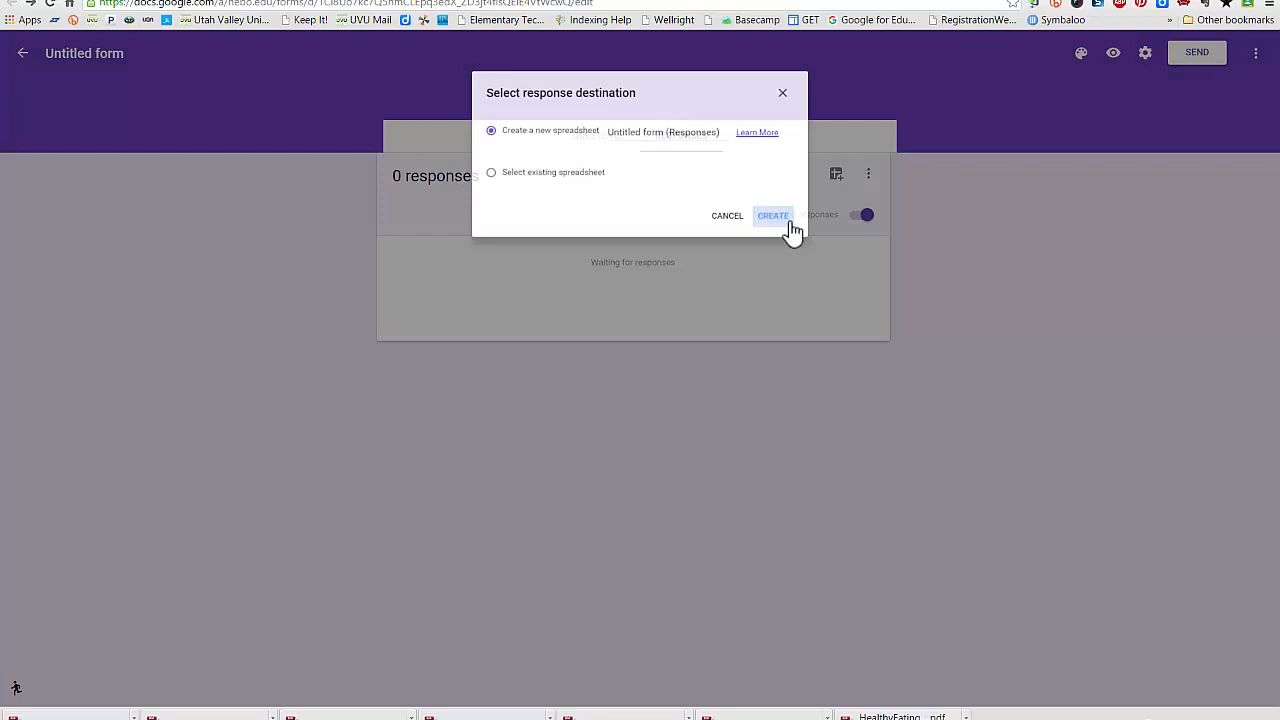 Apps
Utah Valley Uni...
Keep It!
UVU Mail
Elementary Tec...
Indexing Help
Wellright
Basecamp
GET
Google for Edu...
RegistrationWe...
Symbaloo
»
Other bookmarks
Untitled form
SEND
Select response destination
Create a new spreadsheet
Untitled form (Responses)
Learn More
0 responses
Select existing spreadsheet
CANCEL
CREATE
Waiting for responses